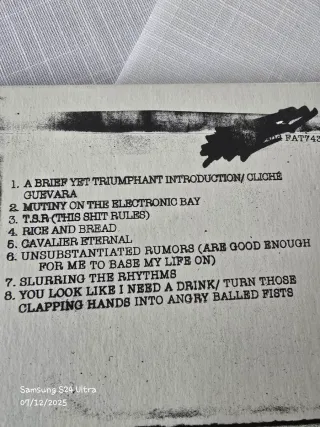 FAT743
1. A BRIEF YET TRIUMPHANT INTRODUCTION/ CLICHÉ
GUEVARA
2. MUTINY ON THE ELECTRONIC BAY
3. T.S.R (THIS SHIT RULES)
4. RICE AND BREAD
5. CAVALIER ETERNAL
6. UNSUBSTANTIATED RUMORS (ARE GOOD ENOUGH
FOR ME TO BASE MY LIFE ON)
7. SLURRING THE RHYTHMS
8. YOU LOOK LIKE I NEED A DRINK/ TURN THOSE
CLAPPING HANDS INTO ANGRY BALLED FISTS
Samsung S24 Ultra
07/12/2025